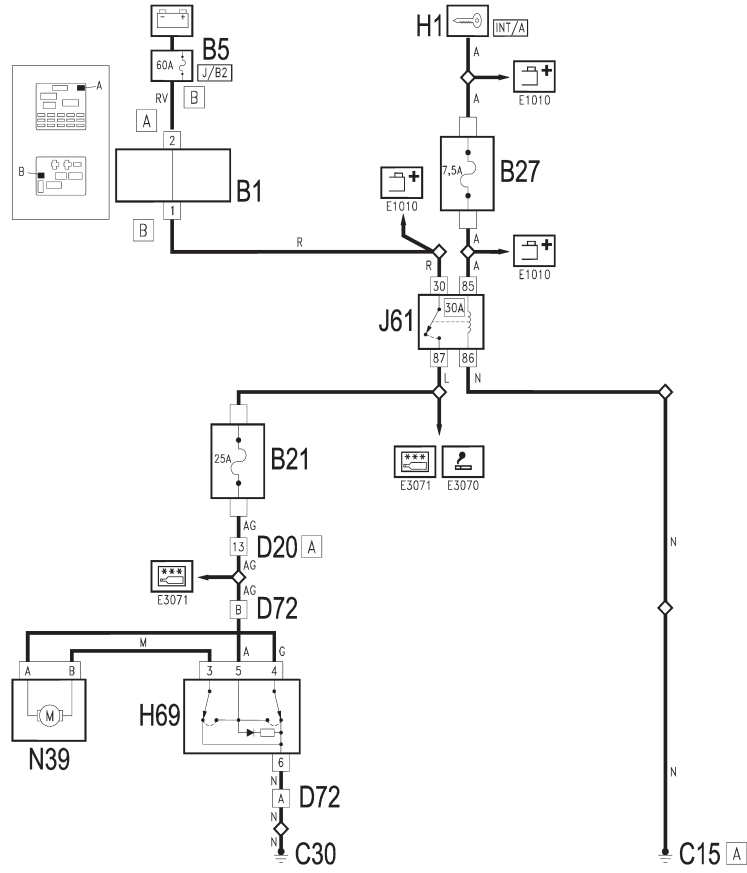 H1
INT/A
A
E1010
A
B5
60A
J/B2
RV
B
A
A
B
2
B1
1
B
R
7,5A
B27
E1010
A
E1010
R
A
30
85
J61
30A
87
86
L
N
E3071
E3070
25A
B21
AG
13
D20
A
AG
E3071
AG
B
D72
M
A
G
A
B
3
5
4
M
H69
N39
6
N
A
D72
N
N
C30
N
N
C15
A